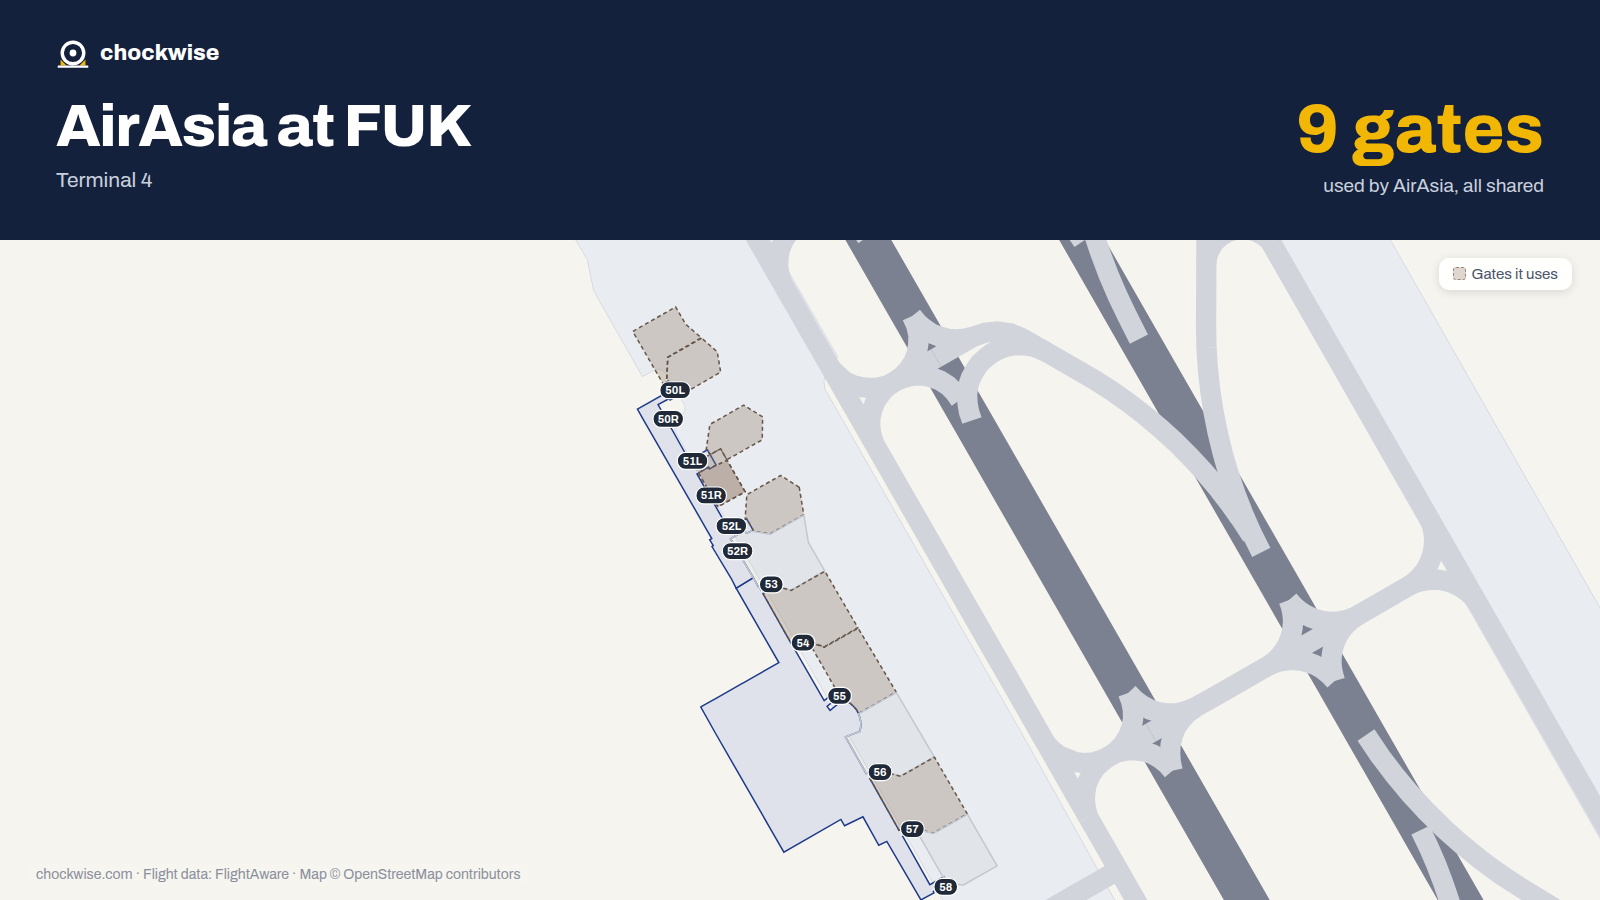 chockwise
AirAsia at FUK
Terminal 4
9 gates
used by AirAsia, all shared
Gates it uses
50L
50R
51L
51R
52L
52R
53
54
55
56
57
58
chockwise.com · Flight data: FlightAware · Map © OpenStreetMap contributors